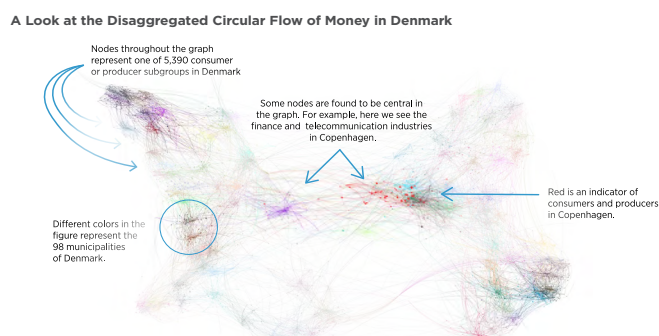 A Look at the Disaggregated Circular Flow of Money in Denmark
Nodes throughout the graph
represent one of 5,390 consumer
or producer subgroups in Denmark
Some nodes are found to be central in
the graph. For example, here we see the
finance and telecommunication industries
in Copenhagen.
Red is an indicator of
consumers and producers
in Copenhagen.
Different colors in the
figure represent the
98 municipalities
of Denmark.